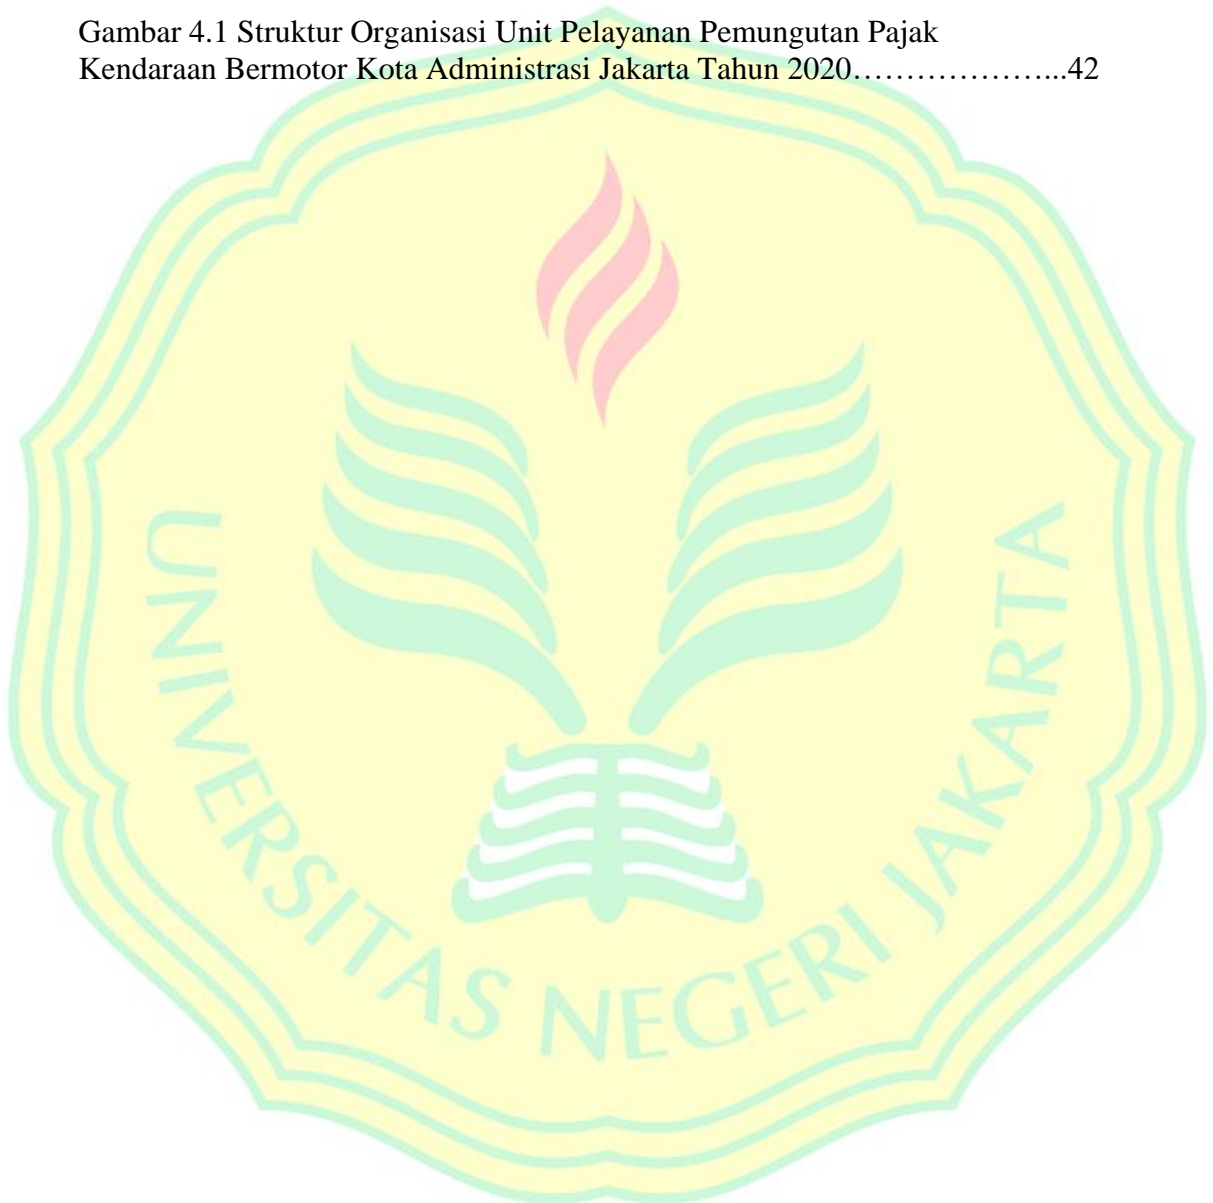 Gambar 4.1 Struktur Organisasi Unit Pelayanan Pemungutan Pajak
Kendaraan Bermotor Kota Administrasi Jakarta Tahun 2020………………...42
UNIVERSITAS NEGERI JAKARTA